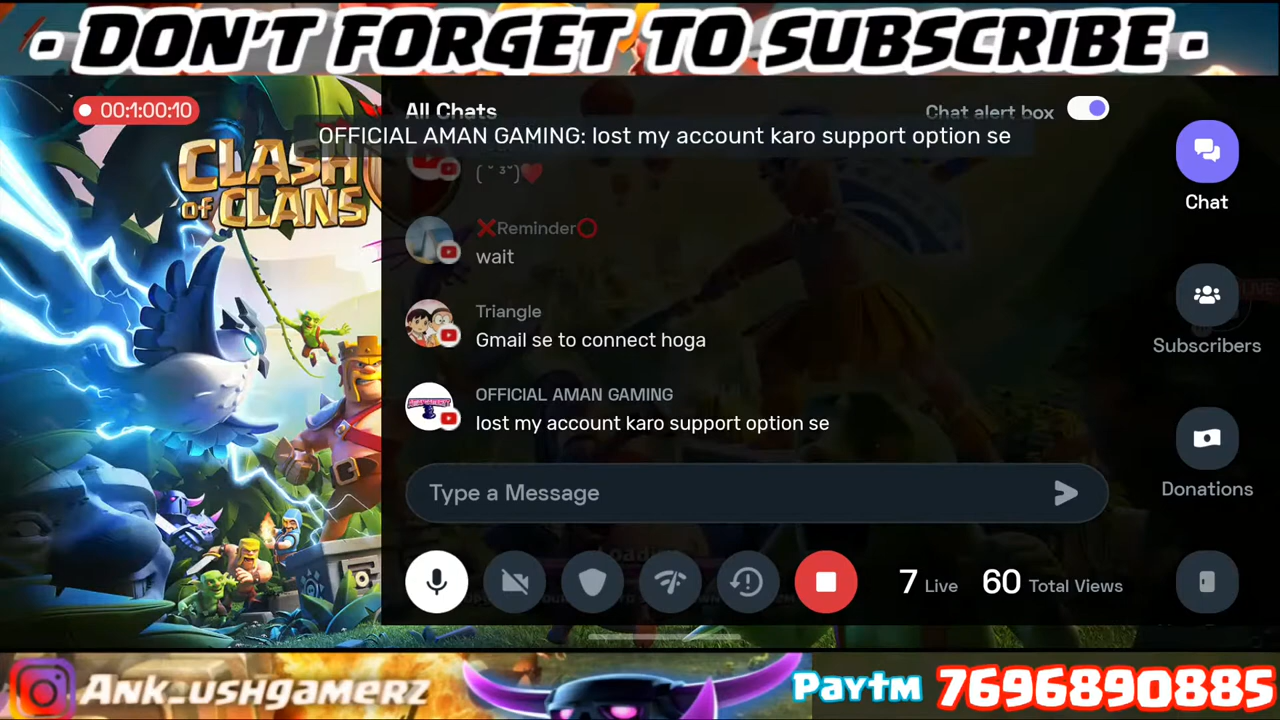 - DON'T FORGET TO SUBSCRIBE -
00:1:00:10
All Chats
Chat alert box
OFFICIAL AMAN GAMING: lost my account karo support option se
CLASH
OF CLANS
( ˘ ³˘)♥
❌Reminder⭕
wait
Triangle
Gmail se to connect hoga
OFFICIAL AMAN GAMING
lost my account karo support option se
Type a Message
7 Live 60 Total Views
Chat
Subscribers
Donations
Ank_ushgamerz
Paytm 7696890885